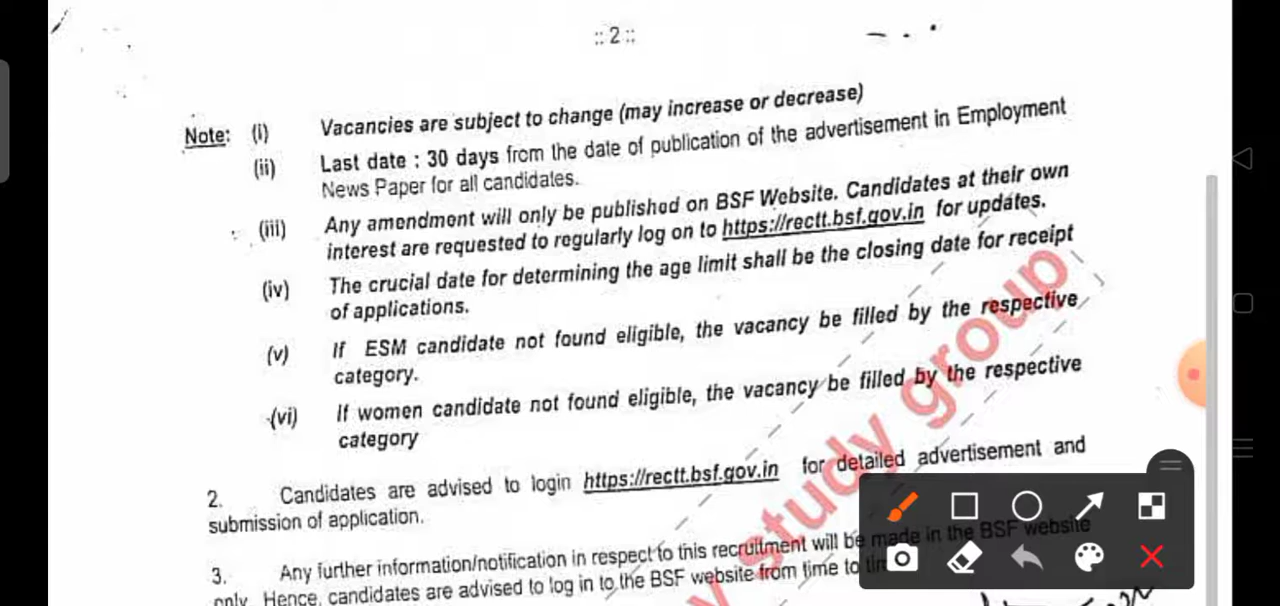 :: 2 ::
Note: (i) Vacancies are subject to change (may increase or decrease)
(ii) Last date : 30 days from the date of publication of the advertisement in Employment
News Paper for all candidates.
(iii) Any amendment will only be published on BSF Website. Candidates at their own
interest are requested to regularly log on to https://rectt.bsf.gov.in for updates.
(iv) The crucial date for determining the age limit shall be the closing date for receipt
of applications.
(v) If ESM candidate not found eligible, the vacancy be filled by the respective
category.
(vi) If women candidate not found eligible, the vacancy be filled by the respective
category
2. Candidates are advised to login https://rectt.bsf.gov.in for detailed advertisement and
submission of application.
3. Any further information/notification in respect to this recruitment will be made in the BSF website
only. Hence, candidates are advised to log in to the BSF website from time to
study group